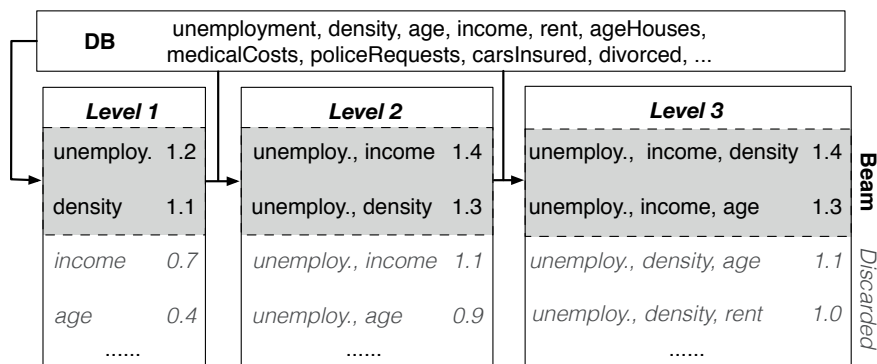 DB
unemployment, density, age, income, rent, ageHouses,
medicalCosts, policeRequests, carsInsured, divorced, ...
Level 1
unemploy. 1.2
density 1.1
income 0.7
age 0.4
......
Level 2
unemploy., income 1.4
unemploy., density 1.3
unemploy., income 1.1
unemploy., age 0.9
......
Level 3
unemploy., income, density 1.4
unemploy., income, age 1.3
unemploy., density, age 1.1
unemploy., density, rent 1.0
......
Beam
Discarded